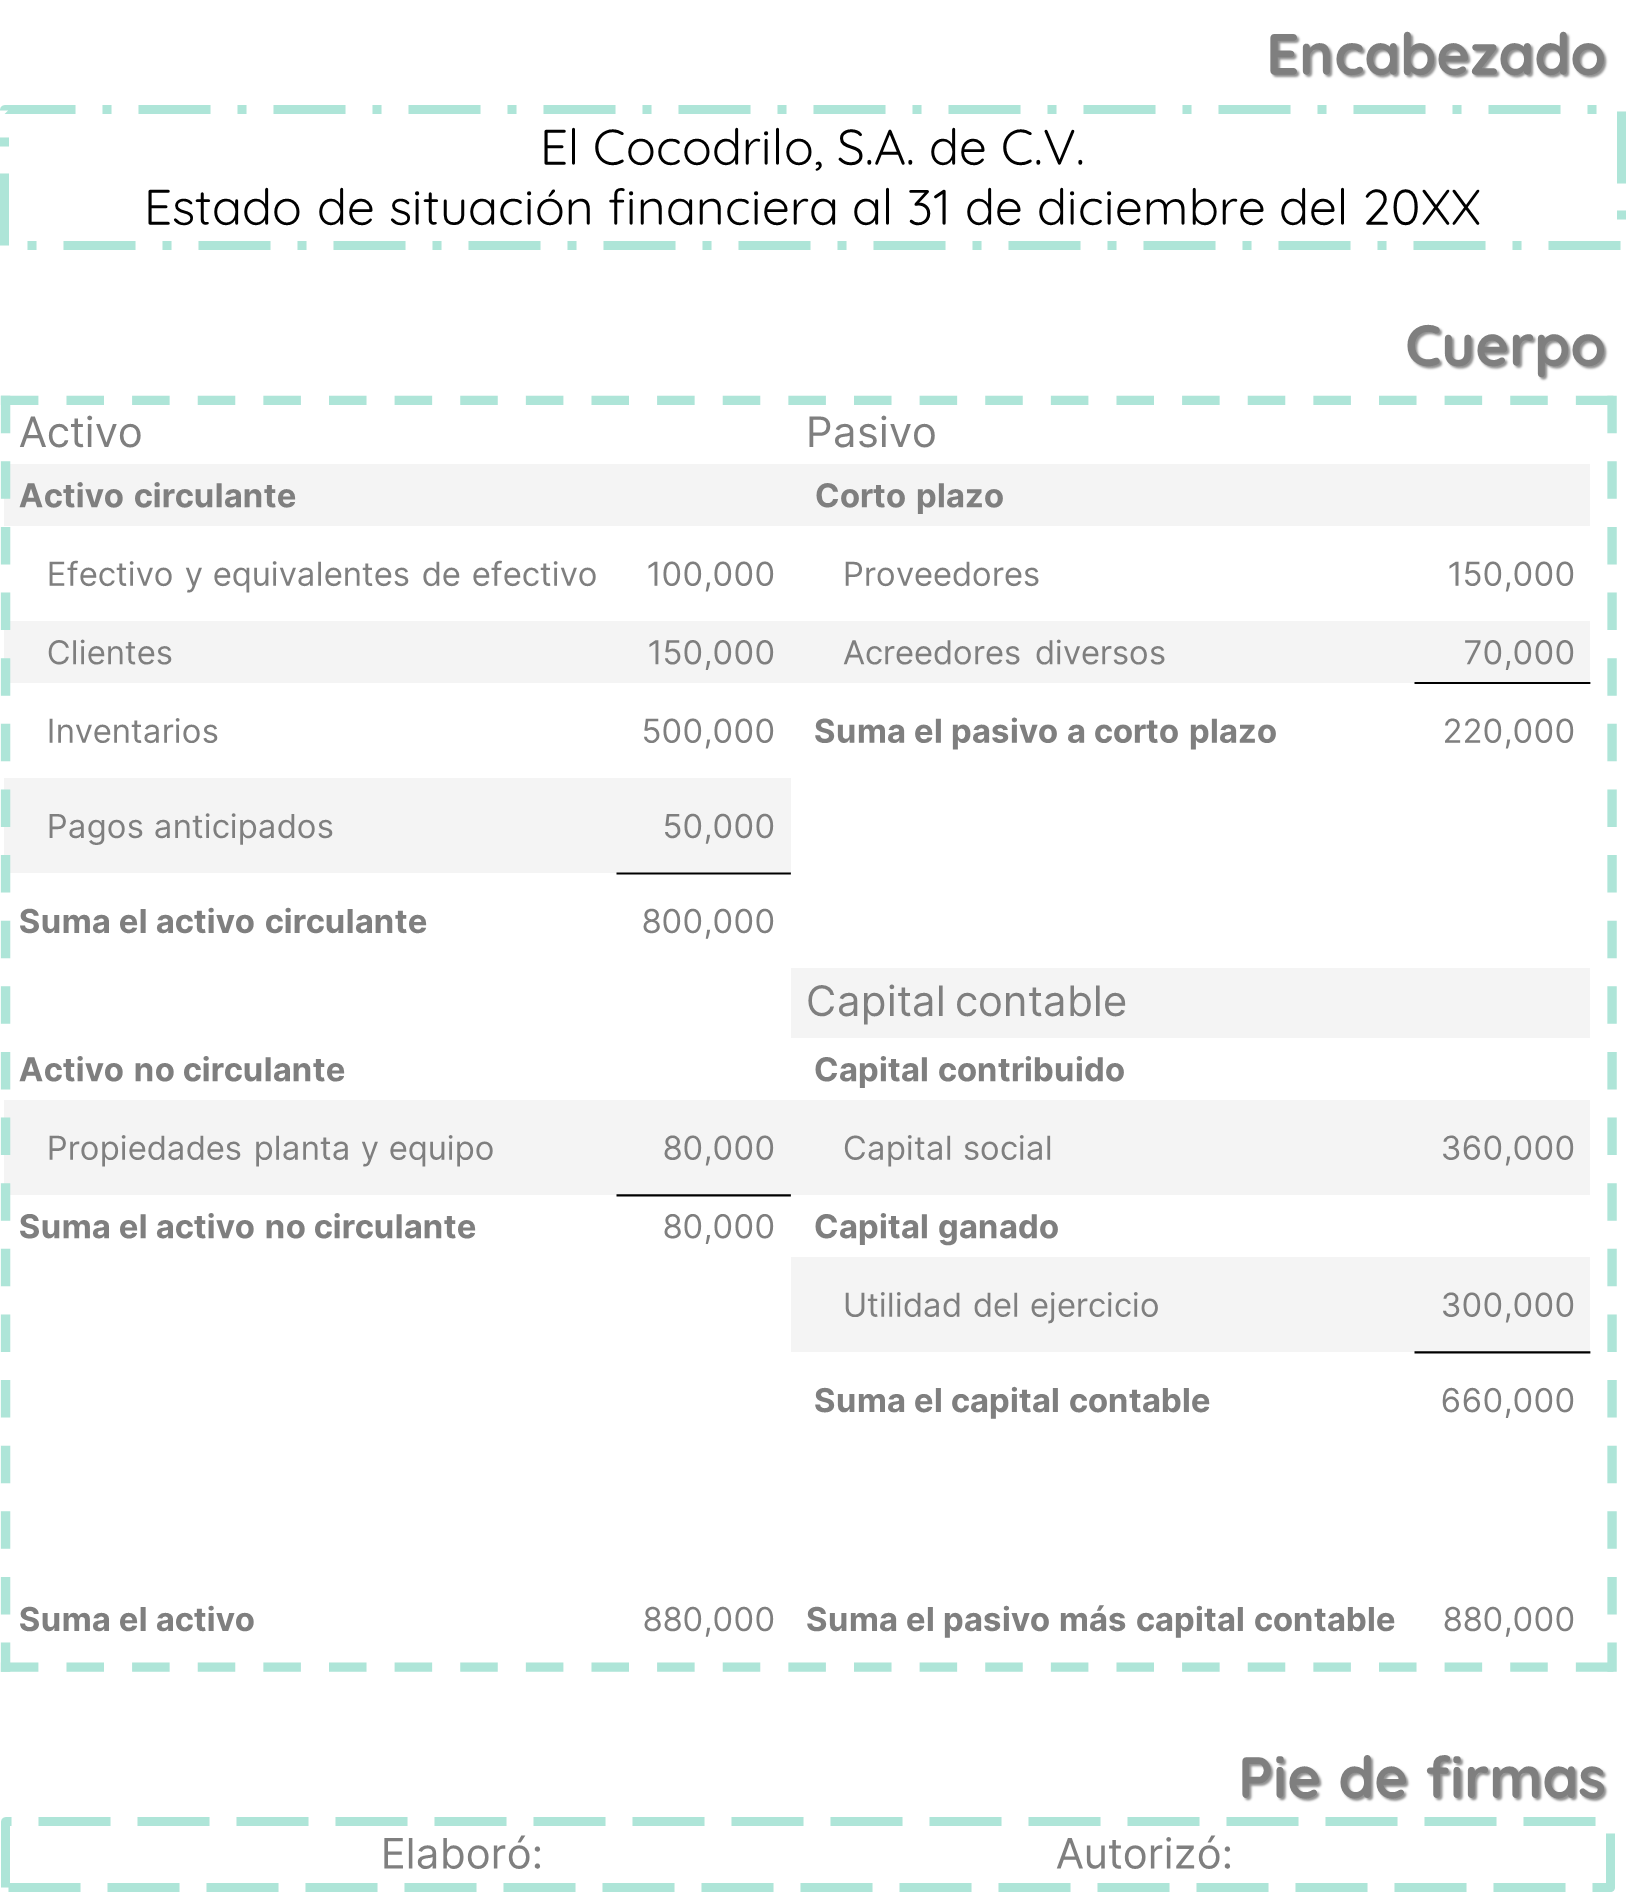 Encabezado
El Cocodrilo, S.A. de C.V.
Estado de situación financiera al 31 de diciembre del 20XX
Cuerpo
Activo Pasivo
Activo circulante Corto plazo
Efectivo y equivalentes de efectivo 100,000 Proveedores 150,000
Clientes 150,000 Acreedores diversos 70,000
Inventarios 500,000 Suma el pasivo a corto plazo 220,000
Pagos anticipados 50,000
Suma el activo circulante 800,000
Capital contable
Activo no circulante Capital contribuido
Propiedades planta y equipo 80,000 Capital social 360,000
Suma el activo no circulante 80,000 Capital ganado
Utilidad del ejercicio 300,000
Suma el capital contable 660,000
Suma el activo 880,000 Suma el pasivo más capital contable 880,000
Pie de firmas
Elaboró: Autorizó: